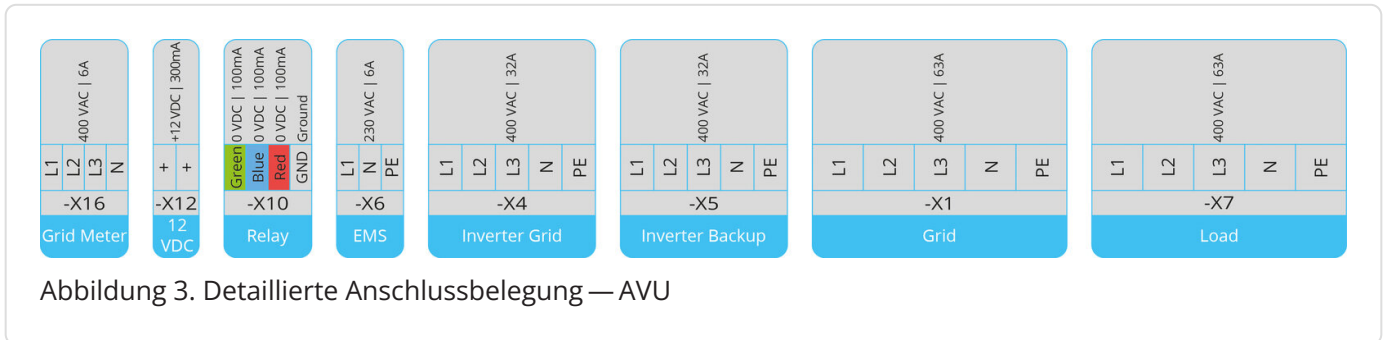 400 VAC | 6A
L1 L2 L3 N
-X16
Grid Meter
+12 VDC | 300mA
+ +
-X12
12
VDC
0 VDC | 100mA
0 VDC | 100mA
0 VDC | 100mA
Ground
Green Blue Red GND
-X10
Relay
230 VAC | 6A
L1 N PE
-X6
EMS
400 VAC | 32A
L1 L2 L3 N PE
-X4
Inverter Grid
400 VAC | 32A
L1 L2 L3 N PE
-X5
Inverter Backup
400 VAC | 63A
L1 L2 L3 N PE
-X1
Grid
400 VAC | 63A
L1 L2 L3 N PE
-X7
Load
Abbildung 3. Detaillierte Anschlussbelegung — AVU